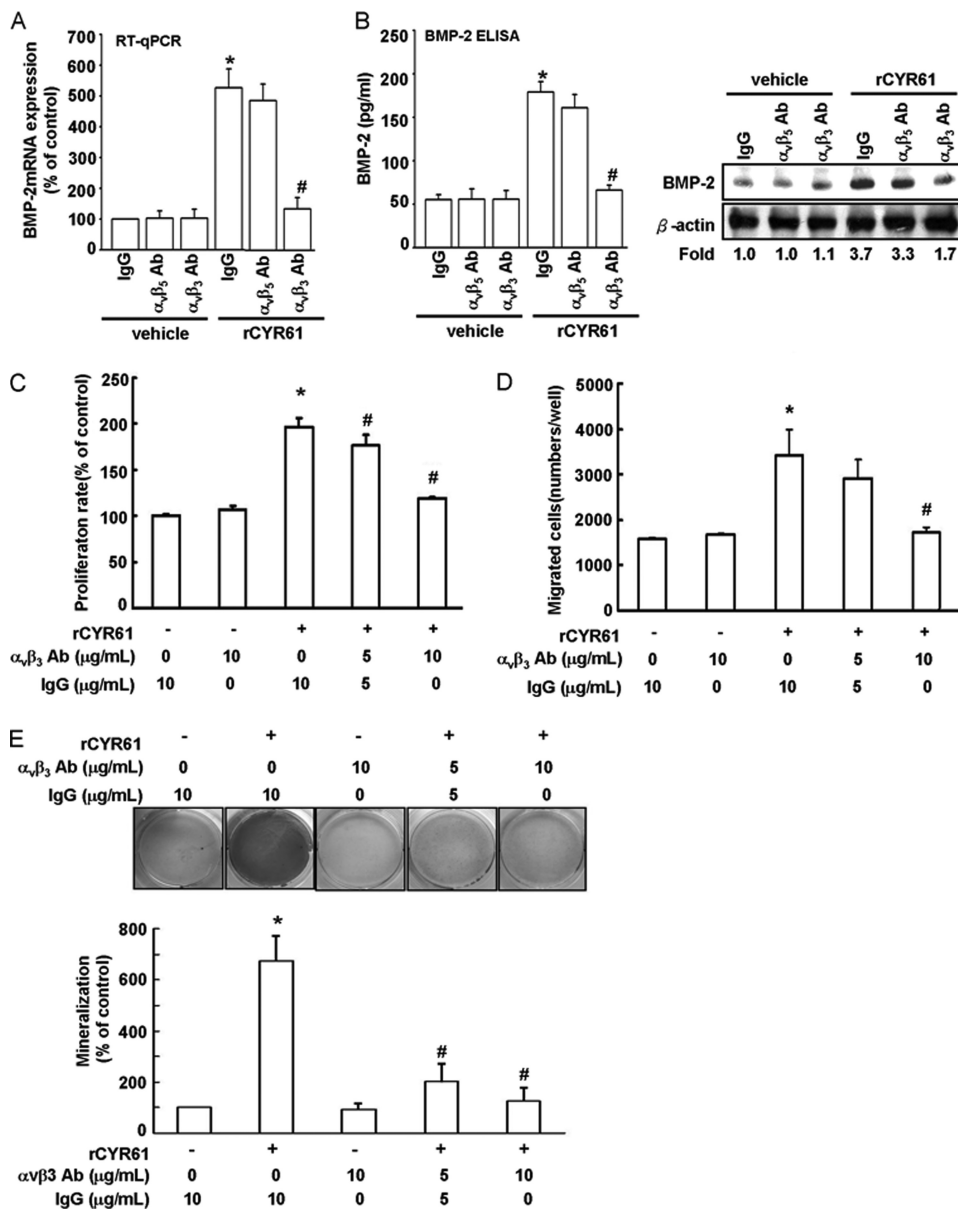 A
RT-qPCR
BMP-2mRNA expression
(% of control)
700
600
500
400
300
200
100
0
*
#
IgG
αvβ5 Ab
αvβ3 Ab
IgG
αvβ5 Ab
αvβ3 Ab
vehicle
rCYR61
B
BMP-2 ELISA
BMP-2 (pg/ml)
250
200
150
100
50
0
*
#
IgG
αvβ5 Ab
αvβ3 Ab
IgG
αvβ5 Ab
αvβ3 Ab
vehicle
rCYR61
vehicle rCYR61
IgG
αvβ5 Ab
αvβ3 Ab
IgG
αvβ5 Ab
αvβ3 Ab
BMP-2
β-actin
Fold 1.0 1.0 1.1 3.7 3.3 1.7
C
Proliferaton rate(% of control)
250
200
150
100
50
0
*
#
#
rCYR61 - - + + +
αvβ3 Ab (μg/mL) 0 10 0 5 10
IgG (μg/mL) 10 0 10 5 0
D
Migrated cells(numbers/well)
5000
4000
3000
2000
1000
0
*
#
rCYR61 - - + + +
αvβ3 Ab (μg/mL) 0 10 0 5 10
IgG (μg/mL) 10 0 10 5 0
E
rCYR61 - + - + +
αvβ3 Ab (μg/mL) 0 0 10 5 10
IgG (μg/mL) 10 10 0 5 0
Mineralization
(% of control)
800
600
400
200
0
*
#
#
rCYR61 - + - + +
αvβ3 Ab (μg/mL) 0 0 10 5 10
IgG (μg/mL) 10 10 0 5 0